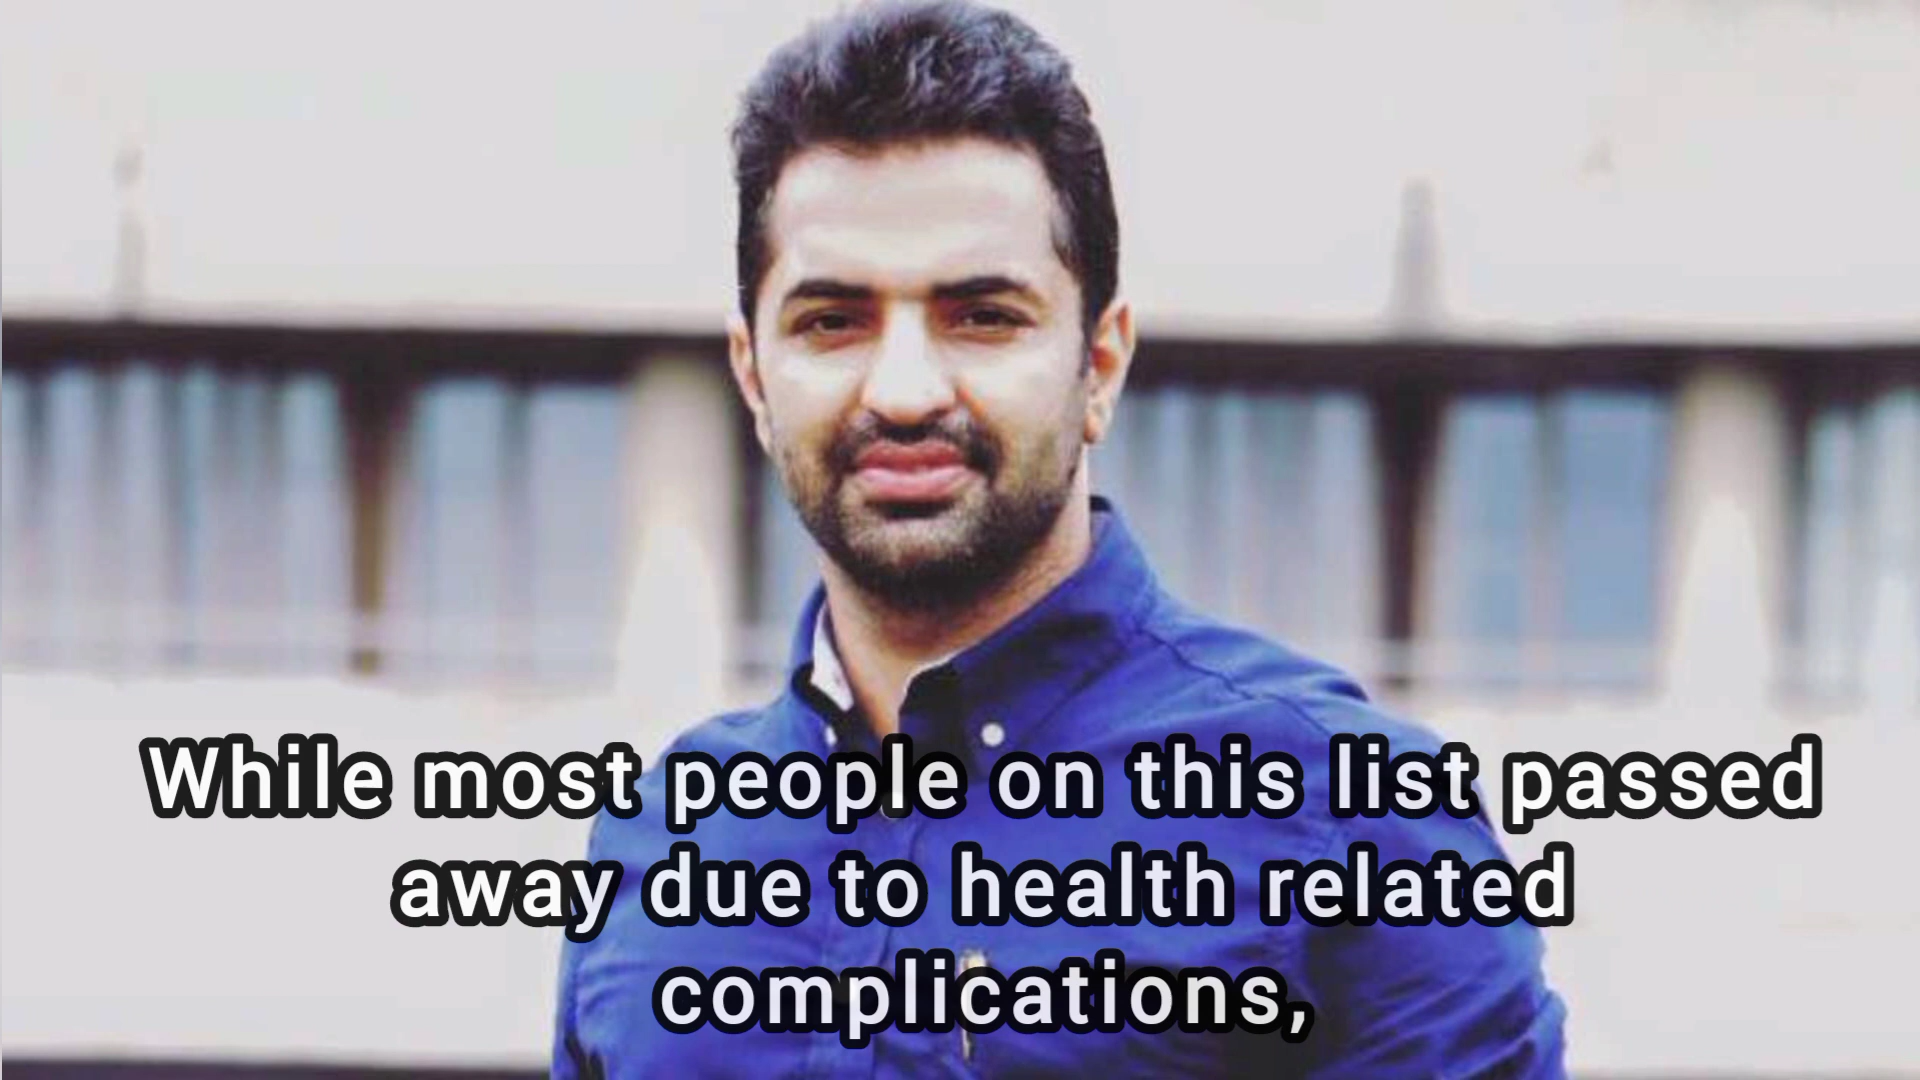 While most people on this list passed
away due to health related
complications,